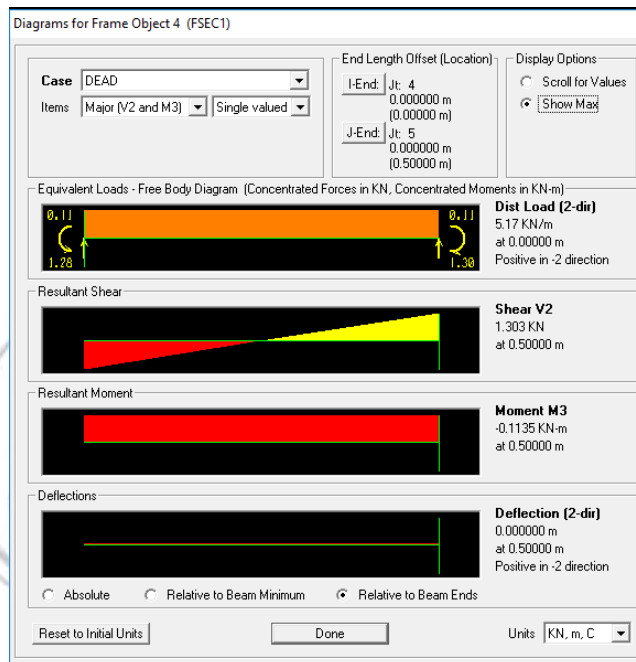 Diagrams for Frame Object 4 (FSEC1)
Case DEAD
Items Major (V2 and M3) Single valued
End Length Offset (Location)
I-End: Jt: 4
0.000000 m
(0.00000 m)
J-End: Jt: 5
0.000000 m
(0.50000 m)
Display Options
Scroll for Values
Show Max
Equivalent Loads - Free Body Diagram (Concentrated Forces in KN, Concentrated Moments in KN-m)
0.11 0.11
1.28 1.30
Dist Load (2-dir)
5.17 KN/m
at 0.00000 m
Positive in -2 direction
Resultant Shear
Shear V2
1.303 KN
at 0.50000 m
Resultant Moment
Moment M3
-0.1135 KN-m
at 0.50000 m
Deflections
Deflection (2-dir)
0.000000 m
at 0.50000 m
Positive in -2 direction
Absolute Relative to Beam Minimum Relative to Beam Ends
Reset to Initial Units Done Units KN, m, C